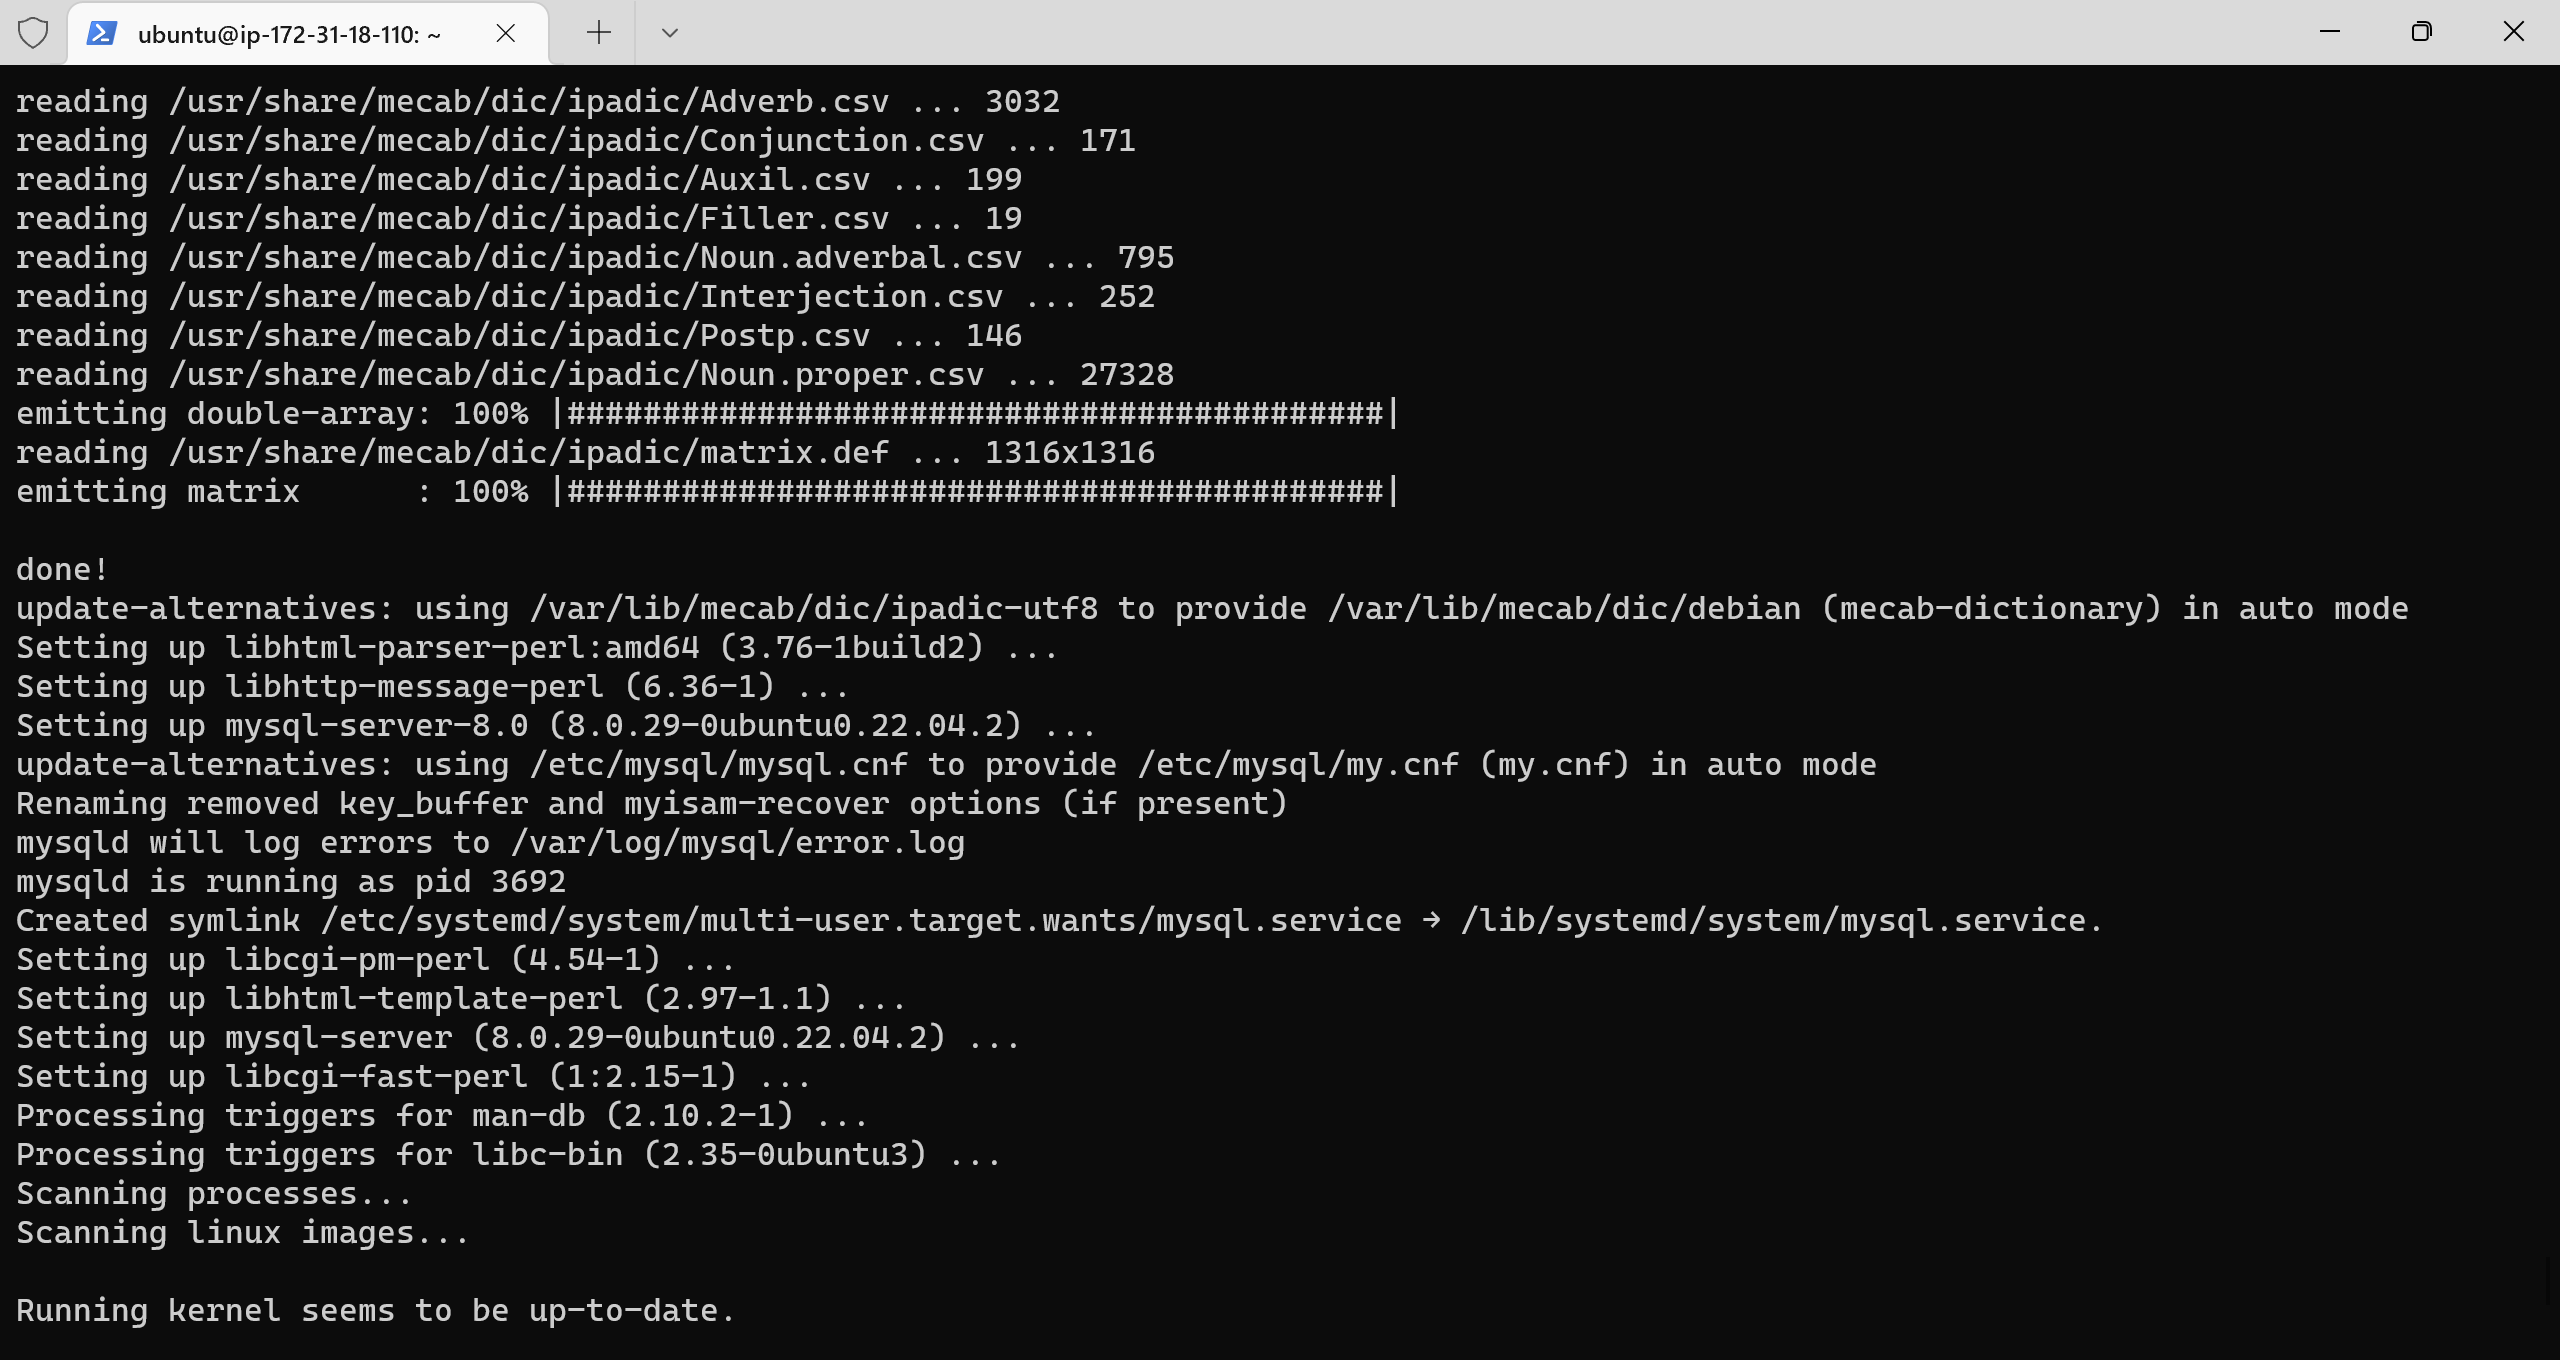 ubuntu@ip-172-31-18-110: ~
reading /usr/share/mecab/dic/ipadic/Adverb.csv ... 3032
reading /usr/share/mecab/dic/ipadic/Conjunction.csv ... 171
reading /usr/share/mecab/dic/ipadic/Auxil.csv ... 199
reading /usr/share/mecab/dic/ipadic/Filler.csv ... 19
reading /usr/share/mecab/dic/ipadic/Noun.adverbal.csv ... 795
reading /usr/share/mecab/dic/ipadic/Interjection.csv ... 252
reading /usr/share/mecab/dic/ipadic/Postp.csv ... 146
reading /usr/share/mecab/dic/ipadic/Noun.proper.csv ... 27328
emitting double-array: 100% |###########################################|
reading /usr/share/mecab/dic/ipadic/matrix.def ... 1316x1316
emitting matrix      : 100% |###########################################|
done!
update-alternatives: using /var/lib/mecab/dic/ipadic-utf8 to provide /var/lib/mecab/dic/debian (mecab-dictionary) in auto mode
Setting up libhtml-parser-perl:amd64 (3.76-1build2) ...
Setting up libhttp-message-perl (6.36-1) ...
Setting up mysql-server-8.0 (8.0.29-0ubuntu0.22.04.2) ...
update-alternatives: using /etc/mysql/mysql.cnf to provide /etc/mysql/my.cnf (my.cnf) in auto mode
Renaming removed key_buffer and myisam-recover options (if present)
mysqld will log errors to /var/log/mysql/error.log
mysqld is running as pid 3692
Created symlink /etc/systemd/system/multi-user.target.wants/mysql.service → /lib/systemd/system/mysql.service.
Setting up libcgi-pm-perl (4.54-1) ...
Setting up libhtml-template-perl (2.97-1.1) ...
Setting up mysql-server (8.0.29-0ubuntu0.22.04.2) ...
Setting up libcgi-fast-perl (1:2.15-1) ...
Processing triggers for man-db (2.10.2-1) ...
Processing triggers for libc-bin (2.35-0ubuntu3) ...
Scanning processes...
Scanning linux images...
Running kernel seems to be up-to-date.